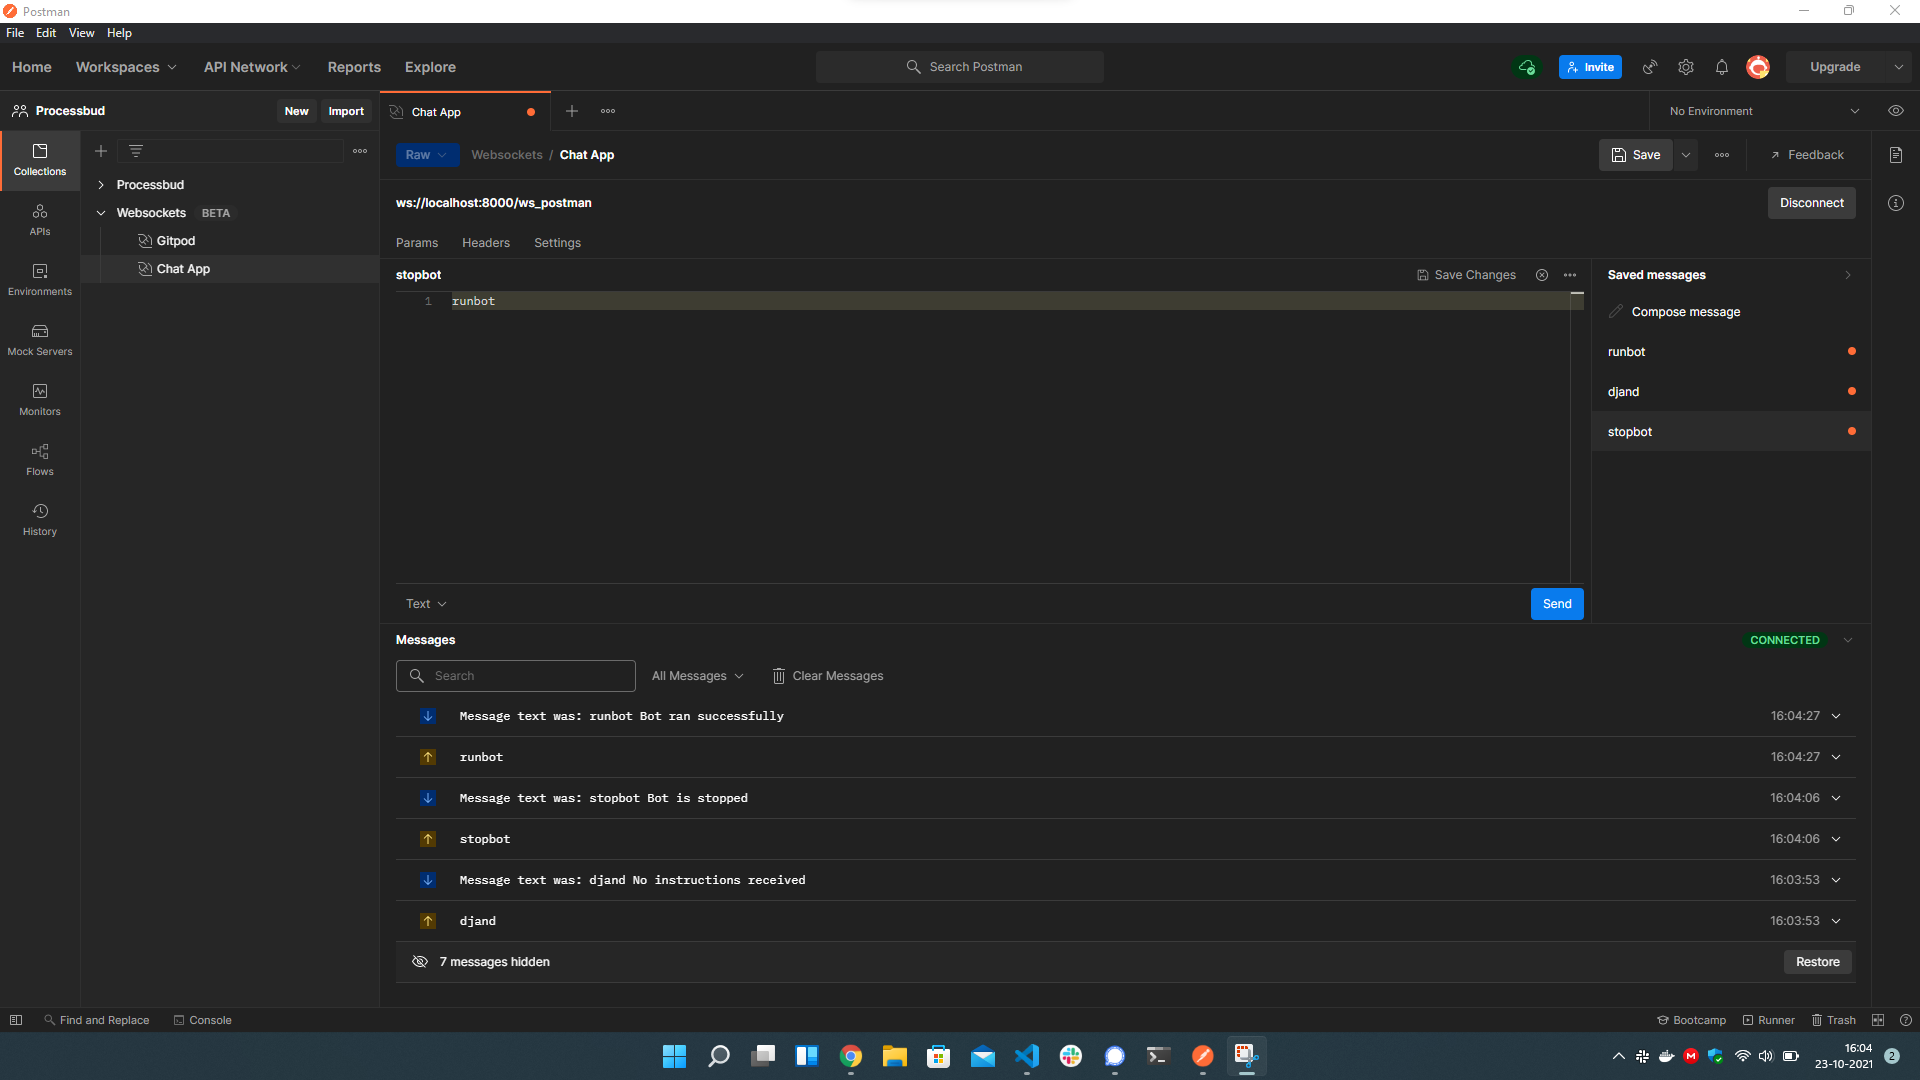 Postman
File Edit View Help
Home Workspaces API Network Reports Explore Search Postman Invite Upgrade
Processbud New Import Chat App No Environment
Raw Websockets / Chat App Save Feedback
Collections
Processbud
Websockets BETA
Gitpod
Chat App
APIs
Environments
Mock Servers
Monitors
Flows
History
ws://localhost:8000/ws_postman Disconnect
Params Headers Settings
stopbot Save Changes
1 runbot
Saved messages
Compose message
runbot
djand
stopbot
Text Send
Messages CONNECTED
Search All Messages Clear Messages
Message text was: runbot Bot ran successfully 16:04:27
runbot 16:04:27
Message text was: stopbot Bot is stopped 16:04:06
stopbot 16:04:06
Message text was: djand No instructions received 16:03:53
djand 16:03:53
7 messages hidden Restore
Find and Replace Console Bootcamp Runner Trash
16:04
23-10-2021 2